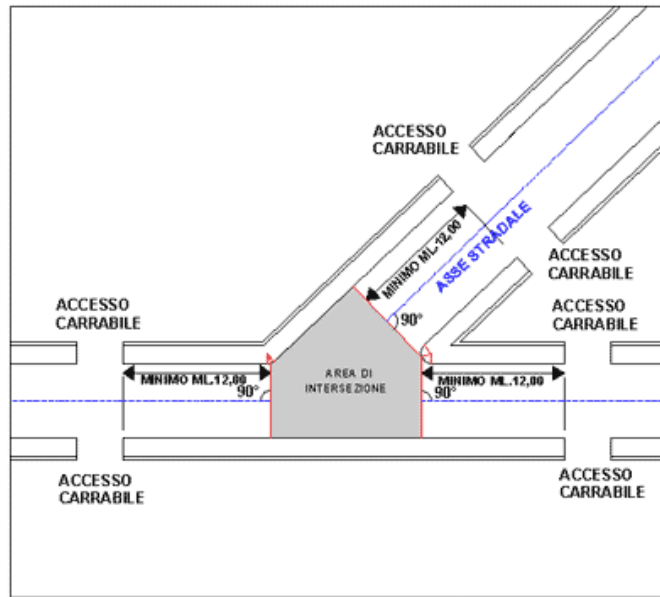 ACCESSO
CARRABILE
ACCESSO
CARRABILE
ACCESSO
CARRABILE
ACCESSO
CARRABILE
MINIMO ML.12,00
ASSE STRADALE
90°
MINIMO ML.12,00
90°
AREA DI
INTERSEZIONE
MINIMO ML.12,00
90°
ACCESSO
CARRABILE
ACCESSO
CARRABILE